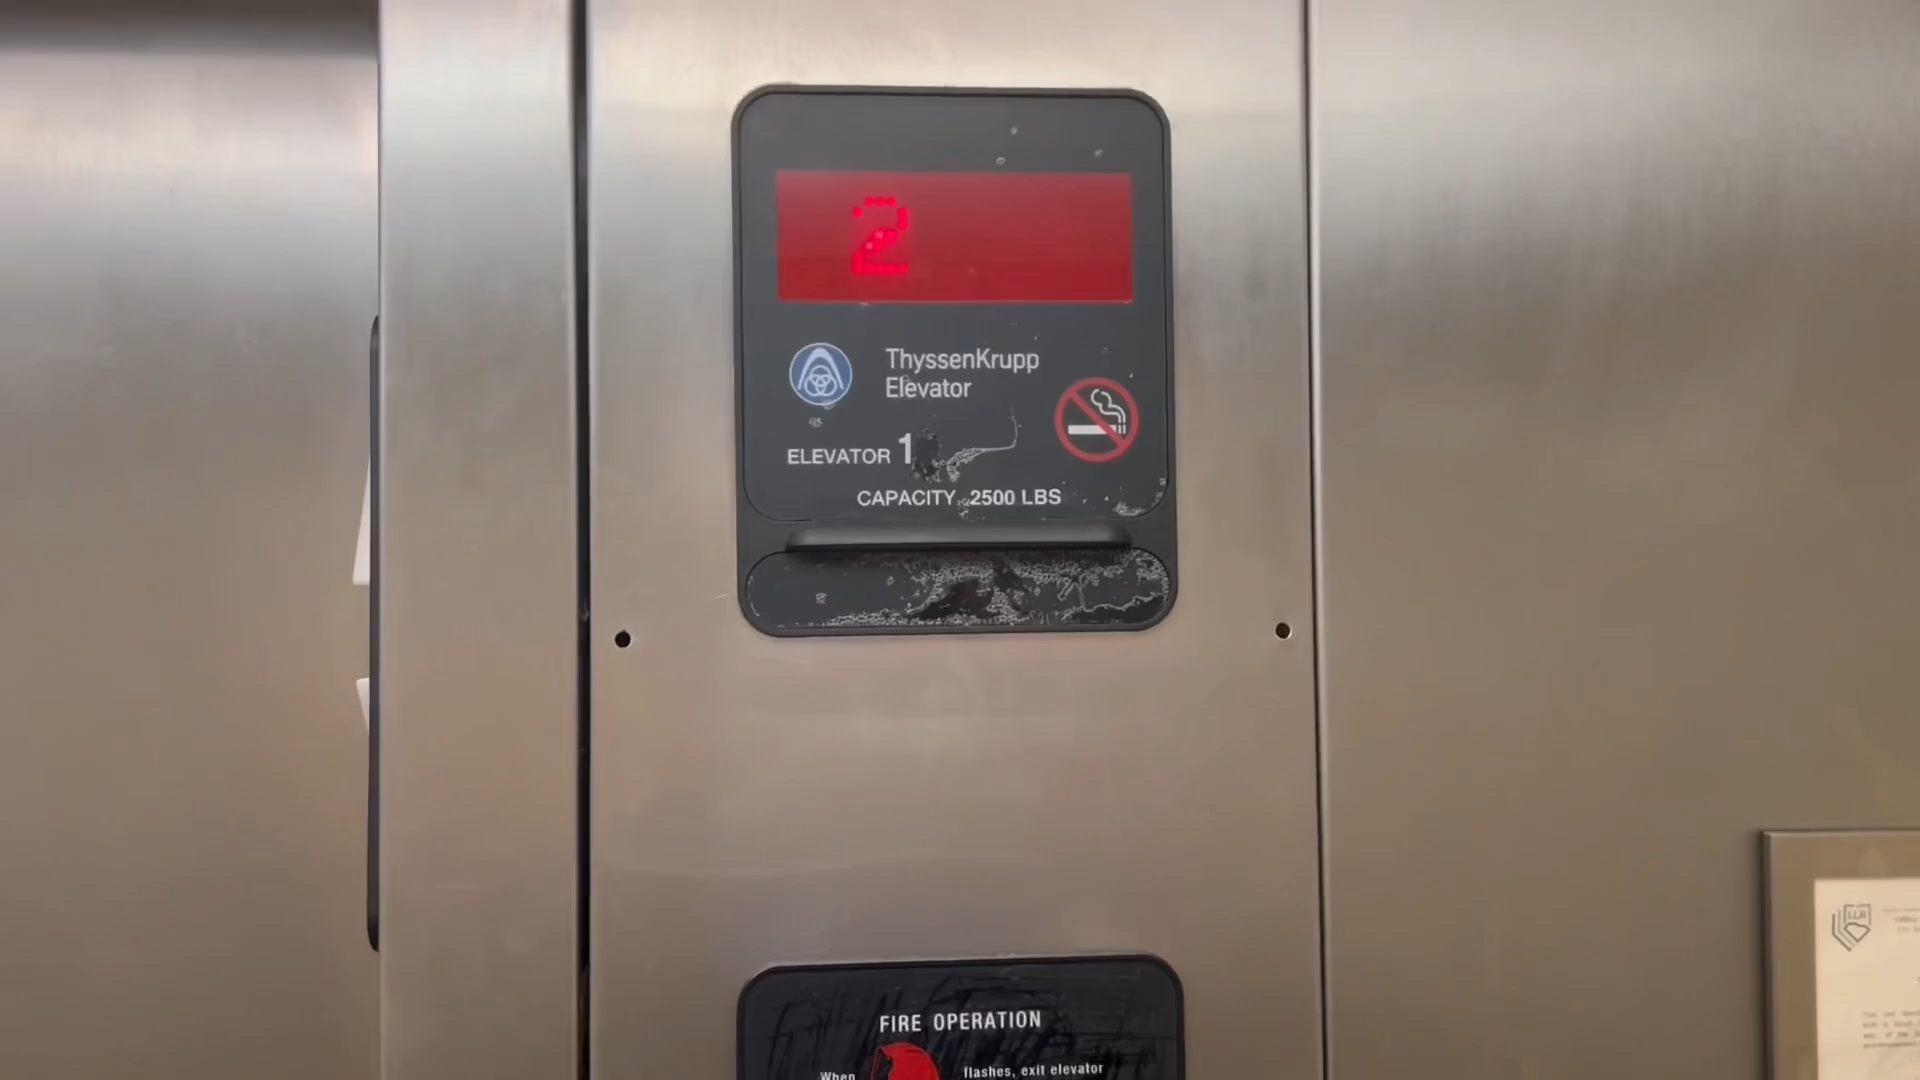 2
ThyssenKrupp
Elevator
ELEVATOR 1
CAPACITY 2500 LBS
FIRE OPERATION
When flashes, exit elevator